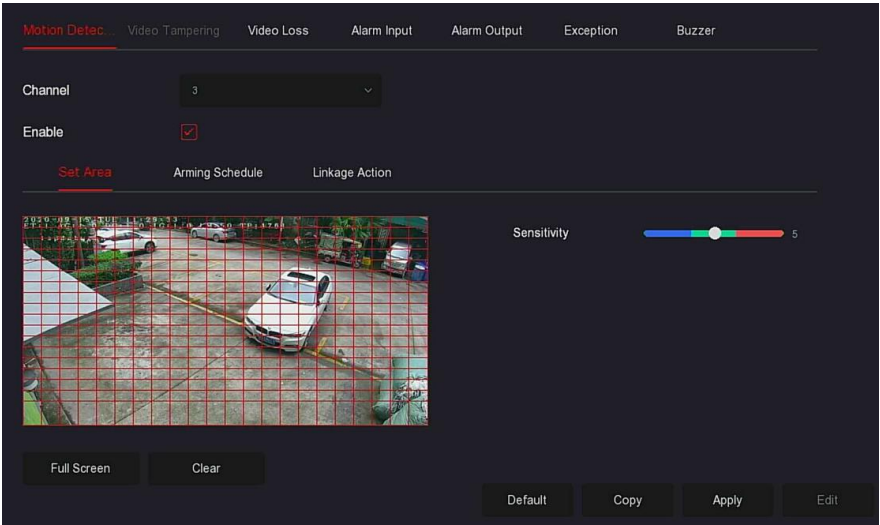 Motion Detec... Video Tampering Video Loss Alarm Input Alarm Output Exception Buzzer
Channel 3
Enable
Set Area Arming Schedule Linkage Action
Sensitivity 5
Full Screen Clear
Default Copy Apply Edit